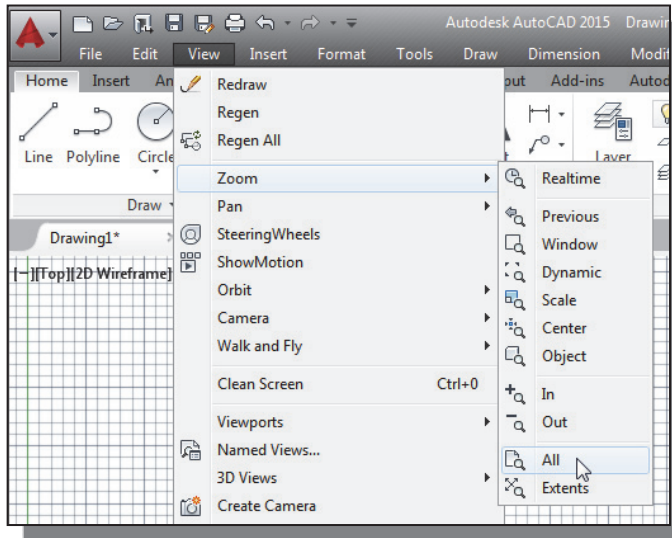 Autodesk AutoCAD 2015 Drawin
File Edit View Insert Format Tools Draw Dimension Modif
Home Insert An put Add-ins Autod
Redraw
Regen
Regen All
Line Polyline Circle Layer
Zoom
Realtime
Draw
Pan
Previous
Drawing1*
SteeringWheels
Window
[−][Top][2D Wireframe]
ShowMotion
Dynamic
Orbit
Scale
Camera
Center
Walk and Fly
Object
Clean Screen Ctrl+0
In
Viewports
Out
Named Views...
All
3D Views
Extents
Create Camera